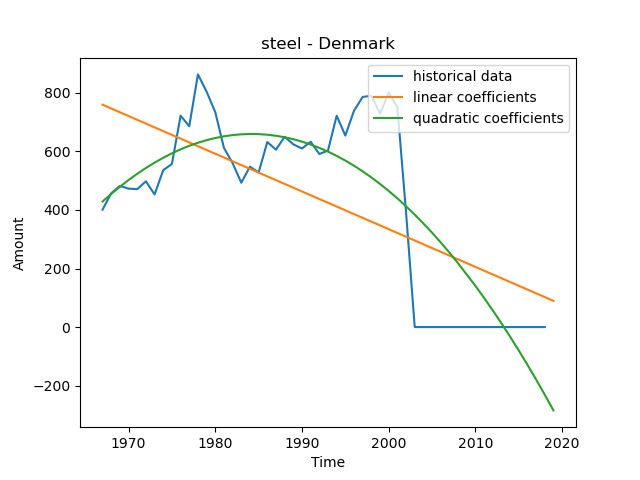 steel - Denmark
historical data
linear coefficients
quadratic coefficients
800
600
400
200
0
−200
Amount
1970
1980
1990
2000
2010
2020
Time